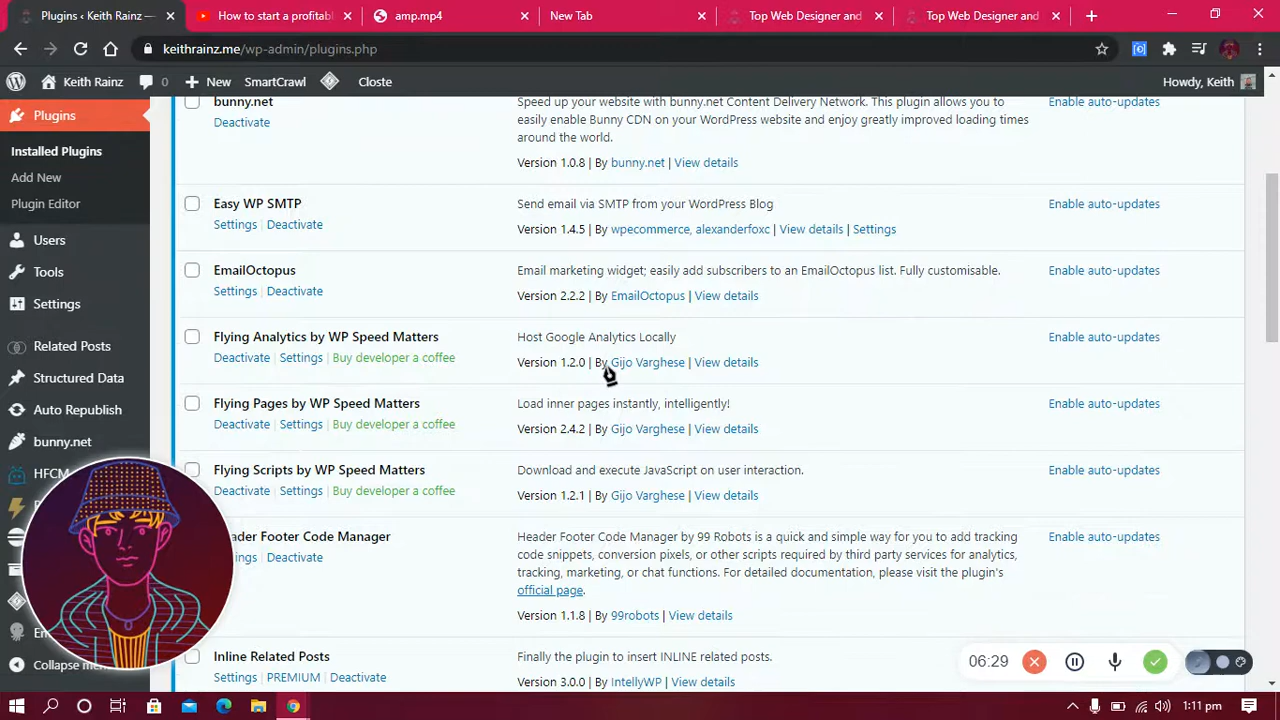 Plugins ‹ Keith Rainz
How to start a profitabl
amp.mp4
New Tab
Top Web Designer and
Top Web Designer and
keithrainz.me/wp-admin/plugins.php
Keith Rainz
0
New
SmartCrawl
Closte
Howdy, Keith
Plugins
Installed Plugins
Add New
Plugin Editor
Users
Tools
Settings
Related Posts
Structured Data
Auto Republish
bunny.net
HFCM
Collapse me
bunny.net
Deactivate
Speed up your website with bunny.net Content Delivery Network. This plugin allows you to
easily enable Bunny CDN on your WordPress website and enjoy greatly improved loading times
around the world.
Version 1.0.8 | By bunny.net | View details
Enable auto-updates
Easy WP SMTP
Settings | Deactivate
Send email via SMTP from your WordPress Blog
Version 1.4.5 | By wpecommerce, alexanderfoxc | View details | Settings
Enable auto-updates
EmailOctopus
Settings | Deactivate
Email marketing widget; easily add subscribers to an EmailOctopus list. Fully customisable.
Version 2.2.2 | By EmailOctopus | View details
Enable auto-updates
Flying Analytics by WP Speed Matters
Deactivate | Settings | Buy developer a coffee
Host Google Analytics Locally
Version 1.2.0 | By Gijo Varghese | View details
Enable auto-updates
Flying Pages by WP Speed Matters
Deactivate | Settings | Buy developer a coffee
Load inner pages instantly, intelligently!
Version 2.4.2 | By Gijo Varghese | View details
Enable auto-updates
Flying Scripts by WP Speed Matters
Deactivate | Settings | Buy developer a coffee
Download and execute JavaScript on user interaction.
Version 1.2.1 | By Gijo Varghese | View details
Enable auto-updates
eader Footer Code Manager
ngs | Deactivate
Header Footer Code Manager by 99 Robots is a quick and simple way for you to add tracking
code snippets, conversion pixels, or other scripts required by third party services for analytics,
tracking, marketing, or chat functions. For detailed documentation, please visit the plugin's
official page.
Version 1.1.8 | By 99robots | View details
Enable auto-updates
Inline Related Posts
Settings | PREMIUM | Deactivate
Finally the plugin to insert INLINE related posts.
Version 3.0.0 | By IntellyWP | View details
Enable auto-updates
06:29
1:11 pm